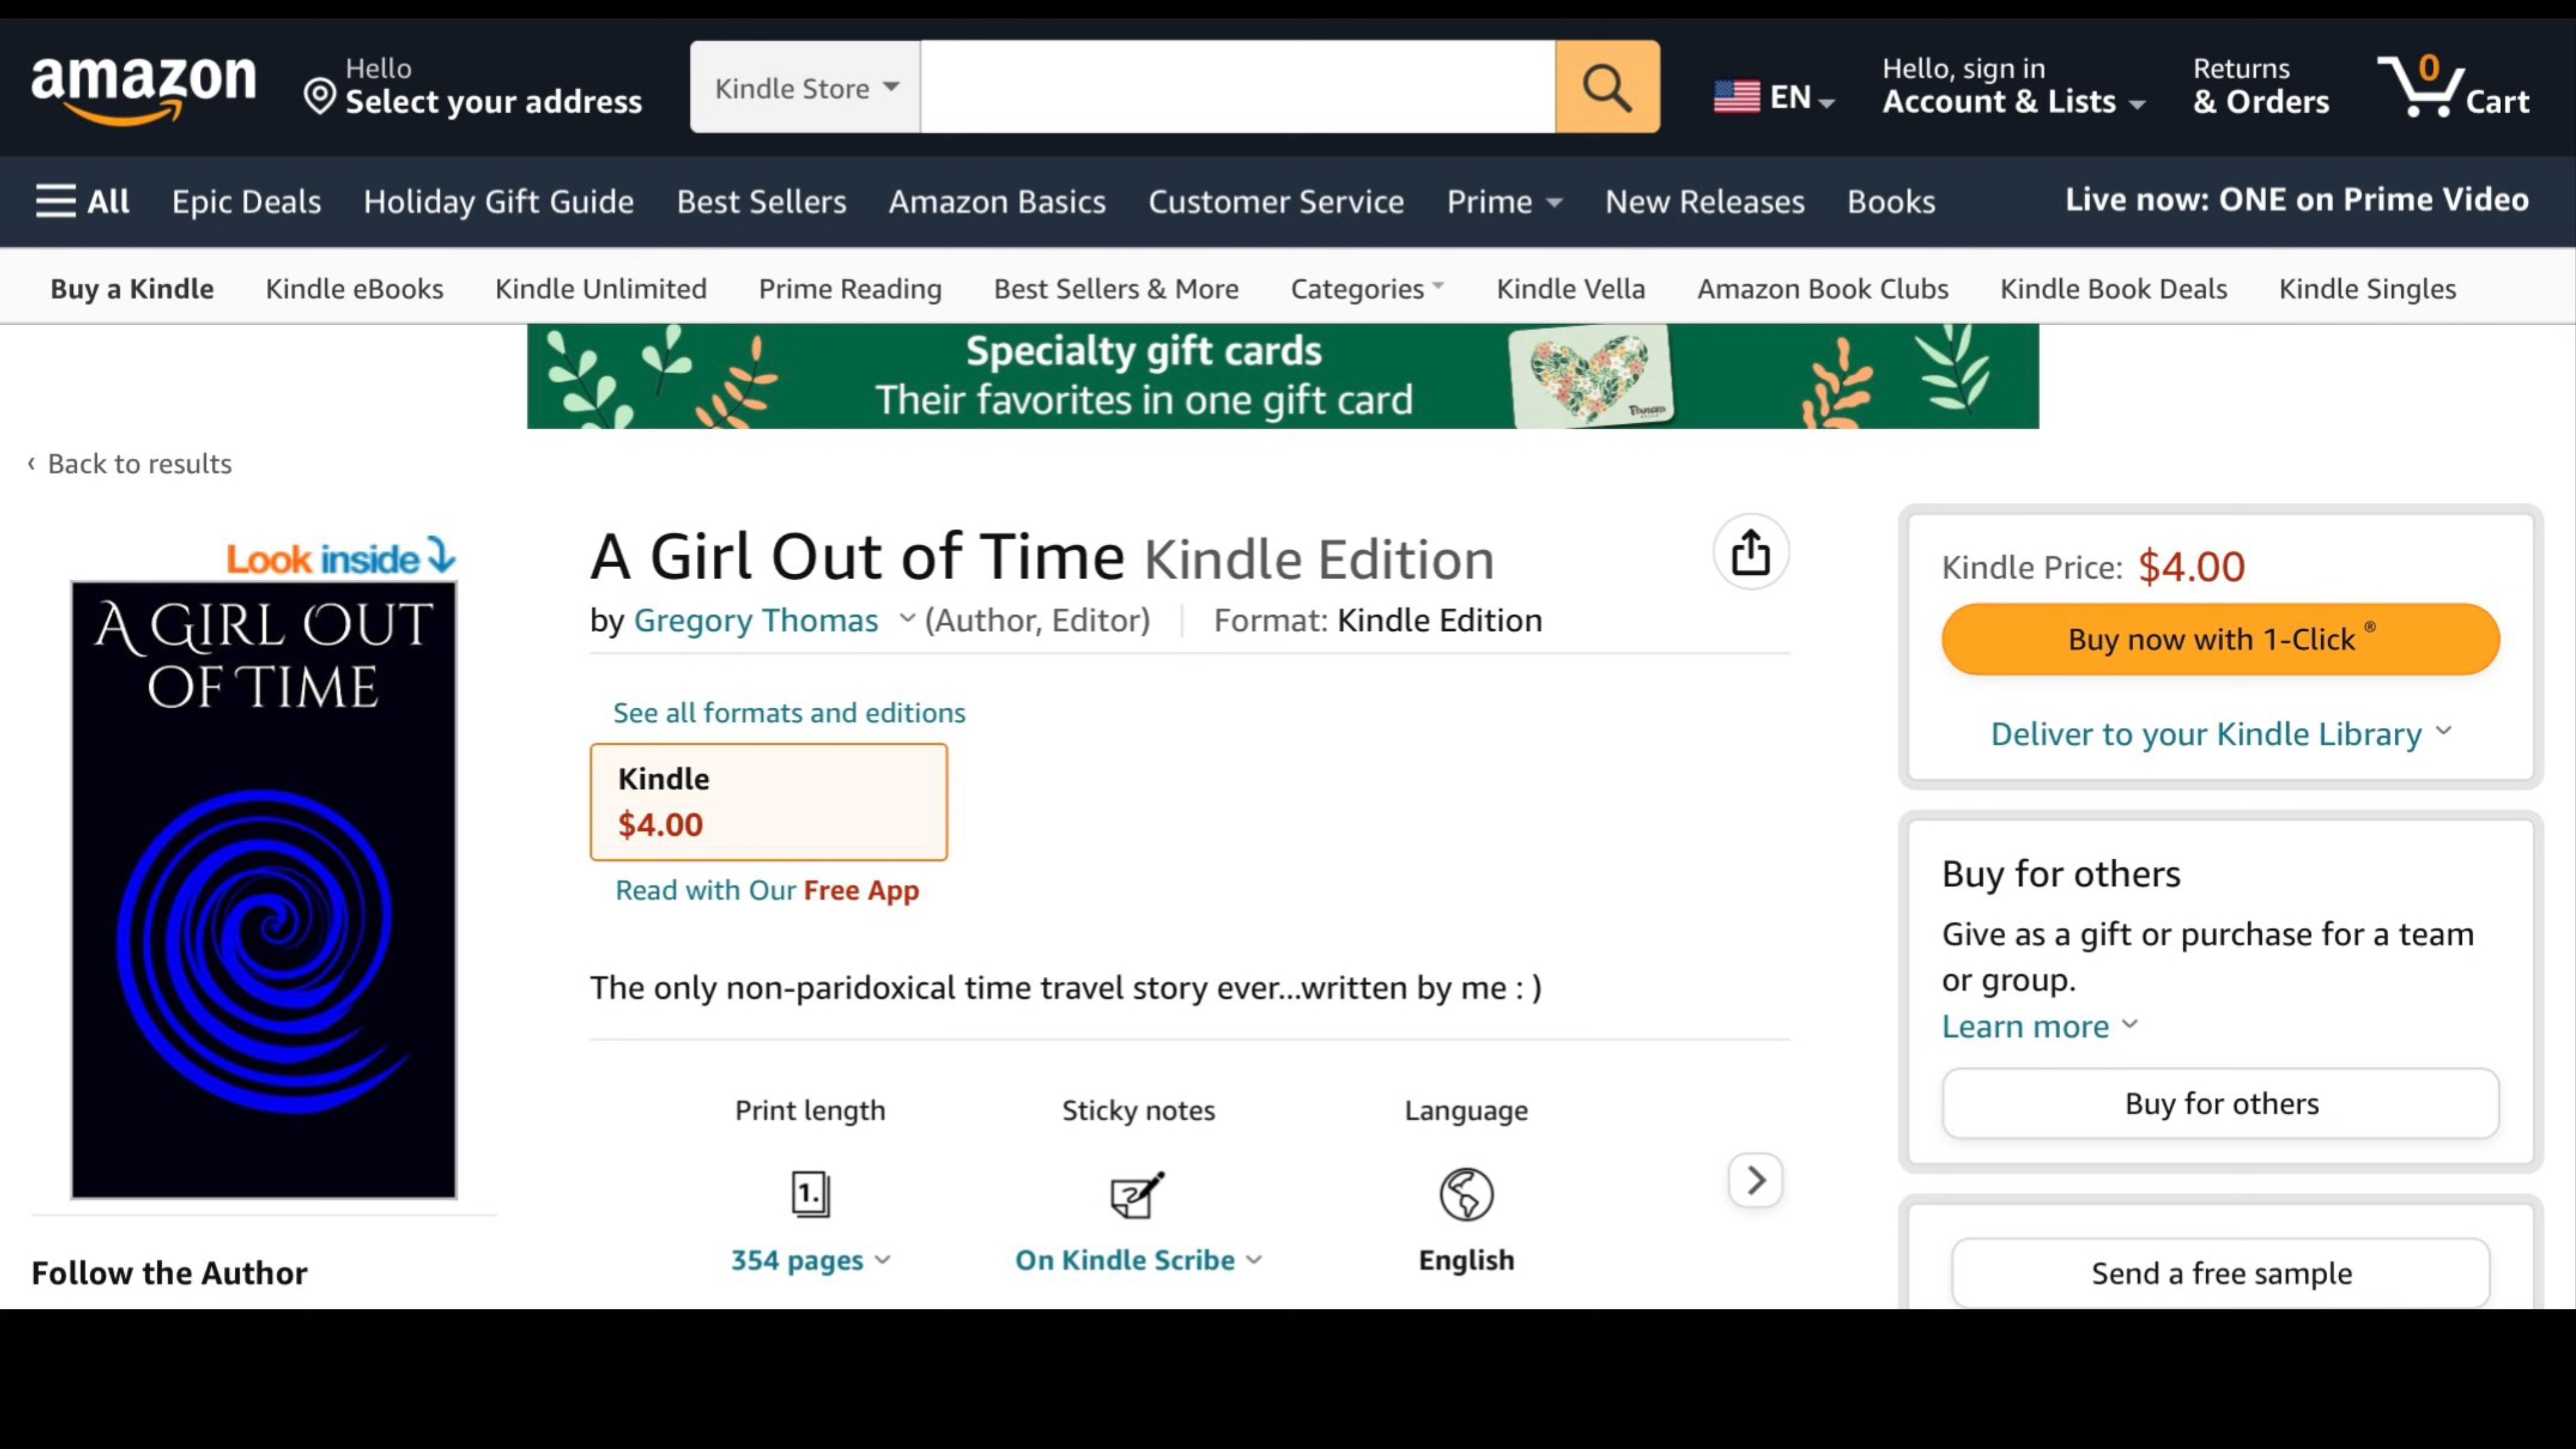 amazon
Hello
Select your address
Kindle Store
EN
Hello, sign in
Account & Lists
Returns
& Orders
0
Cart
All Epic Deals Holiday Gift Guide Best Sellers Amazon Basics Customer Service Prime New Releases Books Live now: ONE on Prime Video
Buy a Kindle Kindle eBooks Kindle Unlimited Prime Reading Best Sellers & More Categories Kindle Vella Amazon Book Clubs Kindle Book Deals Kindle Singles
Specialty gift cards
Their favorites in one gift card
Panera
‹ Back to results
Look inside
A GIRL OUT
OF TIME
Follow the Author
A Girl Out of Time Kindle Edition
by Gregory Thomas (Author, Editor) | Format: Kindle Edition
See all formats and editions
Kindle
$4.00
Read with Our Free App
The only non-paridoxical time travel story ever...written by me : )
Print length
1.
354 pages
Sticky notes
On Kindle Scribe
Language
English
Kindle Price: $4.00
Buy now with 1-Click ®
Deliver to your Kindle Library
Buy for others
Give as a gift or purchase for a team
or group.
Learn more
Buy for others
Send a free sample